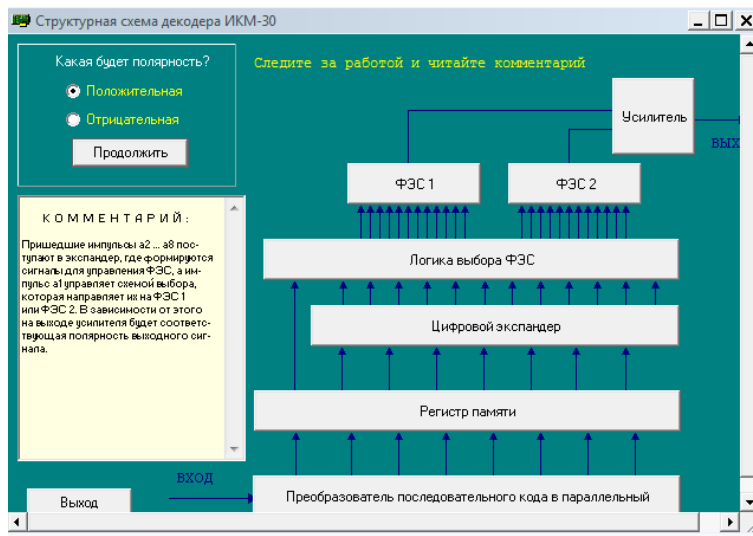 Структурная схема декодера ИКМ-30
Какая будет полярность?
Положительная
Отрицательная
Продолжить
Следите за работой и читайте комментарий
Усилитель
ВЫХ
ФЭС 1
ФЭС 2
КОММЕНТАРИЙ:
Пришедшие импульсы а2 ... а8 пос-
тупают в экспандер, где формируются
сигналы для управления ФЭС, а им-
пульс а1 управляет схемой выбора,
которая направляет их на ФЭС 1
или ФЭС 2. В зависимости от этого
на выходе усилителя будет соответс-
твующая полярность выходного сиг-
нала.
Логика выбора ФЭС
Цифровой экспандер
Регистр памяти
ВХОД
Преобразователь последовательного кода в параллельный
Выход